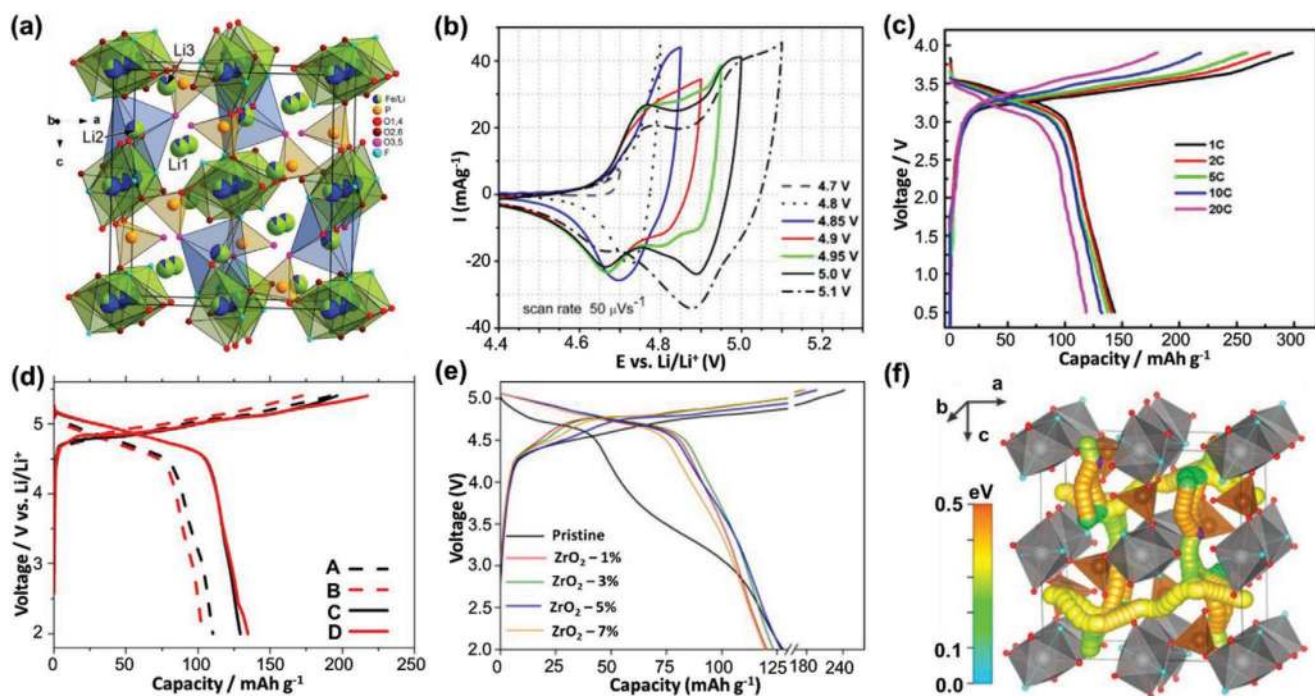 (a)
Li3
Li2
Li1
b
a
c
Fe/Li
P
O1,4
O2,6
O3,5
F
(b)
I (mAg⁻¹)
40
20
0
-20
-40
4.7 V
4.8 V
4.85 V
4.9 V
4.95 V
5.0 V
5.1 V
scan rate 50 μVs⁻¹
4.4 4.6 4.7 4.8 4.9 5.0 5.1 5.2
E vs. Li/Li⁺ (V)
(c)
Voltage / V
4.0
3.5
3.0
2.5
2.0
1.5
1.0
0.5
1C
2C
5C
10C
20C
0 50 100 150 200 250 300
Capacity / mAh g⁻¹
(d)
Voltage / V vs. Li/Li⁺
5
4
3
2
A
B
C
D
0 50 100 150 200 250
Capacity / mAh g⁻¹
(e)
Voltage (V)
5.0
4.5
4.0
3.5
3.0
2.5
2.0
Pristine
ZrO₂ – 1%
ZrO₂ – 3%
ZrO₂ – 5%
ZrO₂ – 7%
0 25 50 75 100 125 180 240
Capacity (mAh g⁻¹)
(f)
a
b
c
eV
0.5
0.1
0.0